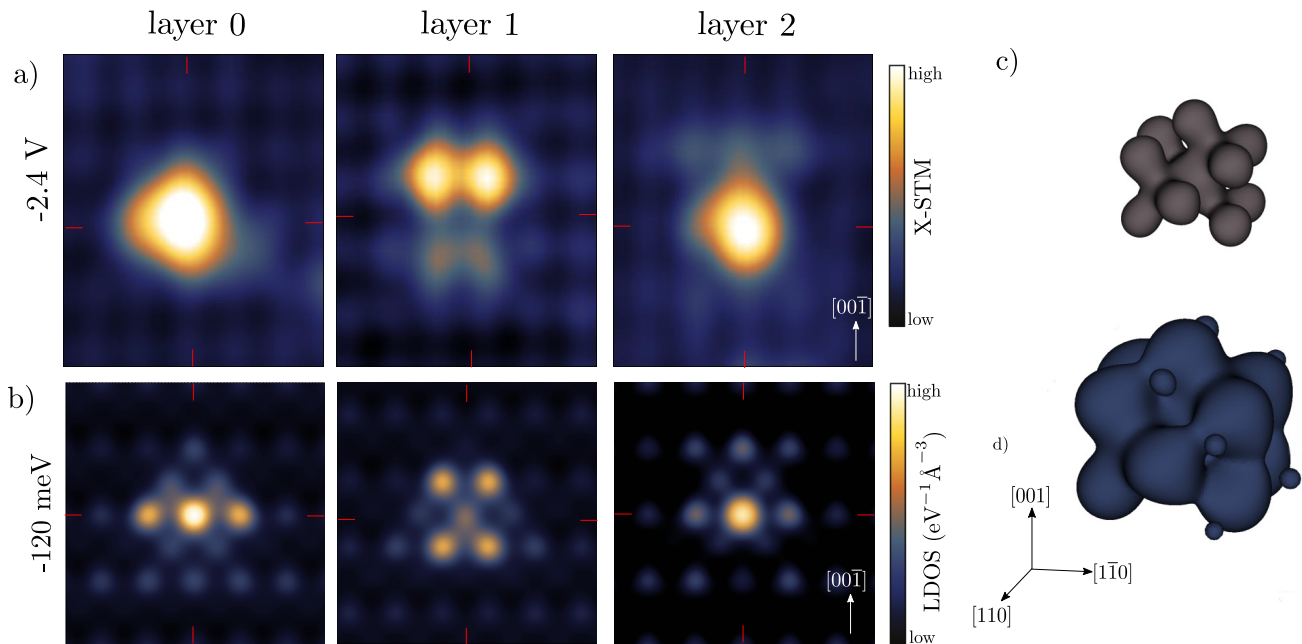 layer 0
layer 1
layer 2
a)
-2.4 V
[001̅]
high
X-STM
low
b)
-120 meV
[001̅]
high
LDOS (eV⁻¹Å⁻³)
low
c)
d)
[001]
[11̅0]
[110]